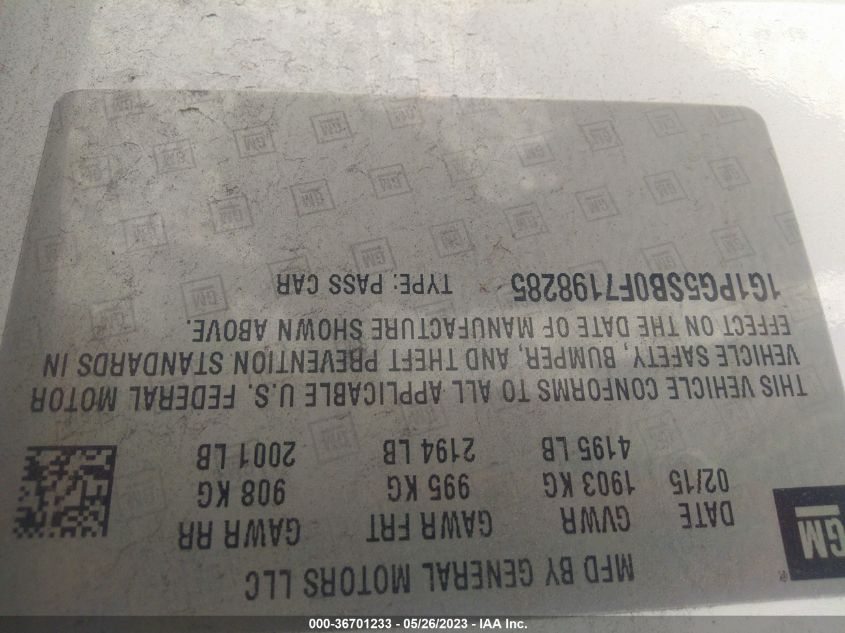 GM
®
MFD BY GENERAL MOTORS LLC
DATE GVWR GAWR FRT GAWR RR
02/15 1903 KG 995 KG 908 KG
4195 LB 2194 LB 2001 LB
THIS VEHICLE CONFORMS TO ALL APPLICABLE U.S. FEDERAL MOTOR
VEHICLE SAFETY, BUMPER, AND THEFT PREVENTION STANDARDS IN
EFFECT ON THE DATE OF MANUFACTURE SHOWN ABOVE.
1G1PG5SB0F7198285 TYPE: PASS CAR
000-36701233 - 05/26/2023 - IAA Inc.